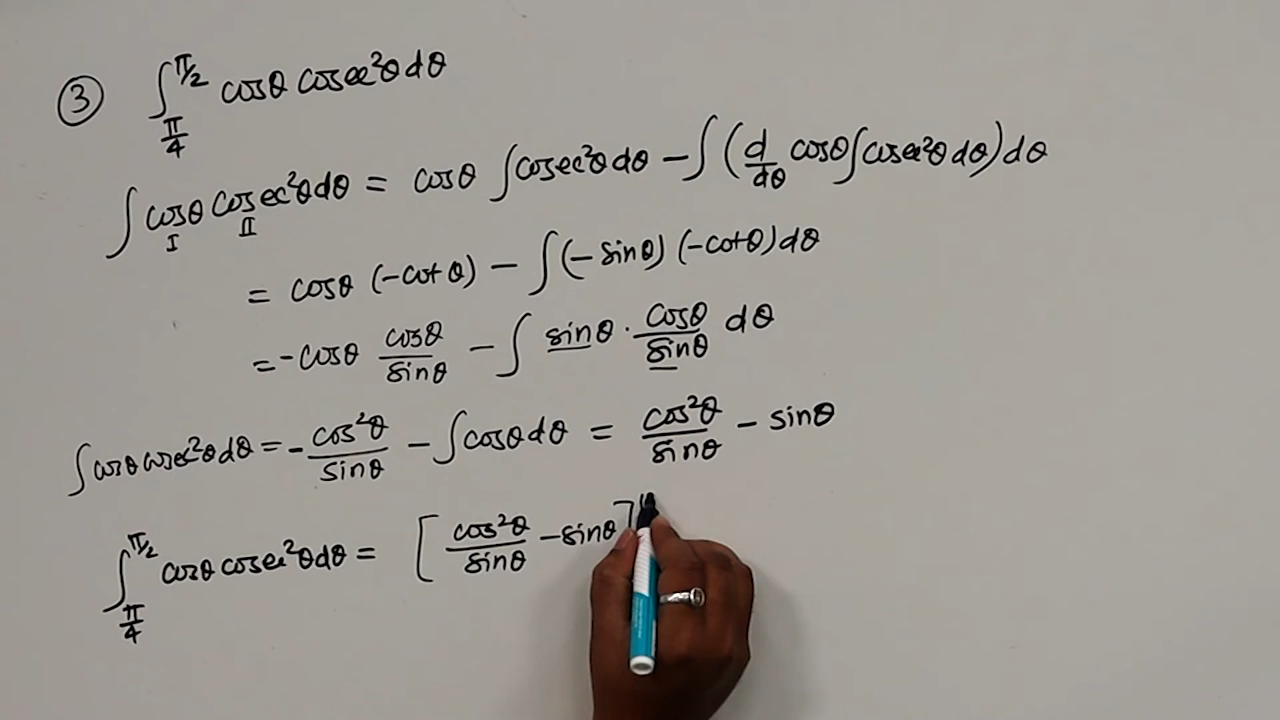 ③ ∫_{π/4}^{π/2} cosθ cosec²θ dθ
∫ cosθ cosec²θ dθ = cosθ ∫cosec²θ dθ − ∫ (d/dθ cosθ ∫cosec²θ dθ) dθ
I II
= cosθ (−cotθ) − ∫(−sinθ) (−cotθ) dθ
= −cosθ cosθ/sinθ − ∫ sinθ · cosθ/sinθ dθ
∫ cosθ cosec²θ dθ = − cos²θ/sinθ − ∫cosθ dθ = cos²θ/sinθ − sinθ
∫_{π/4}^{π/2} cosθ cosec²θ dθ = [cos²θ/sinθ − sinθ]